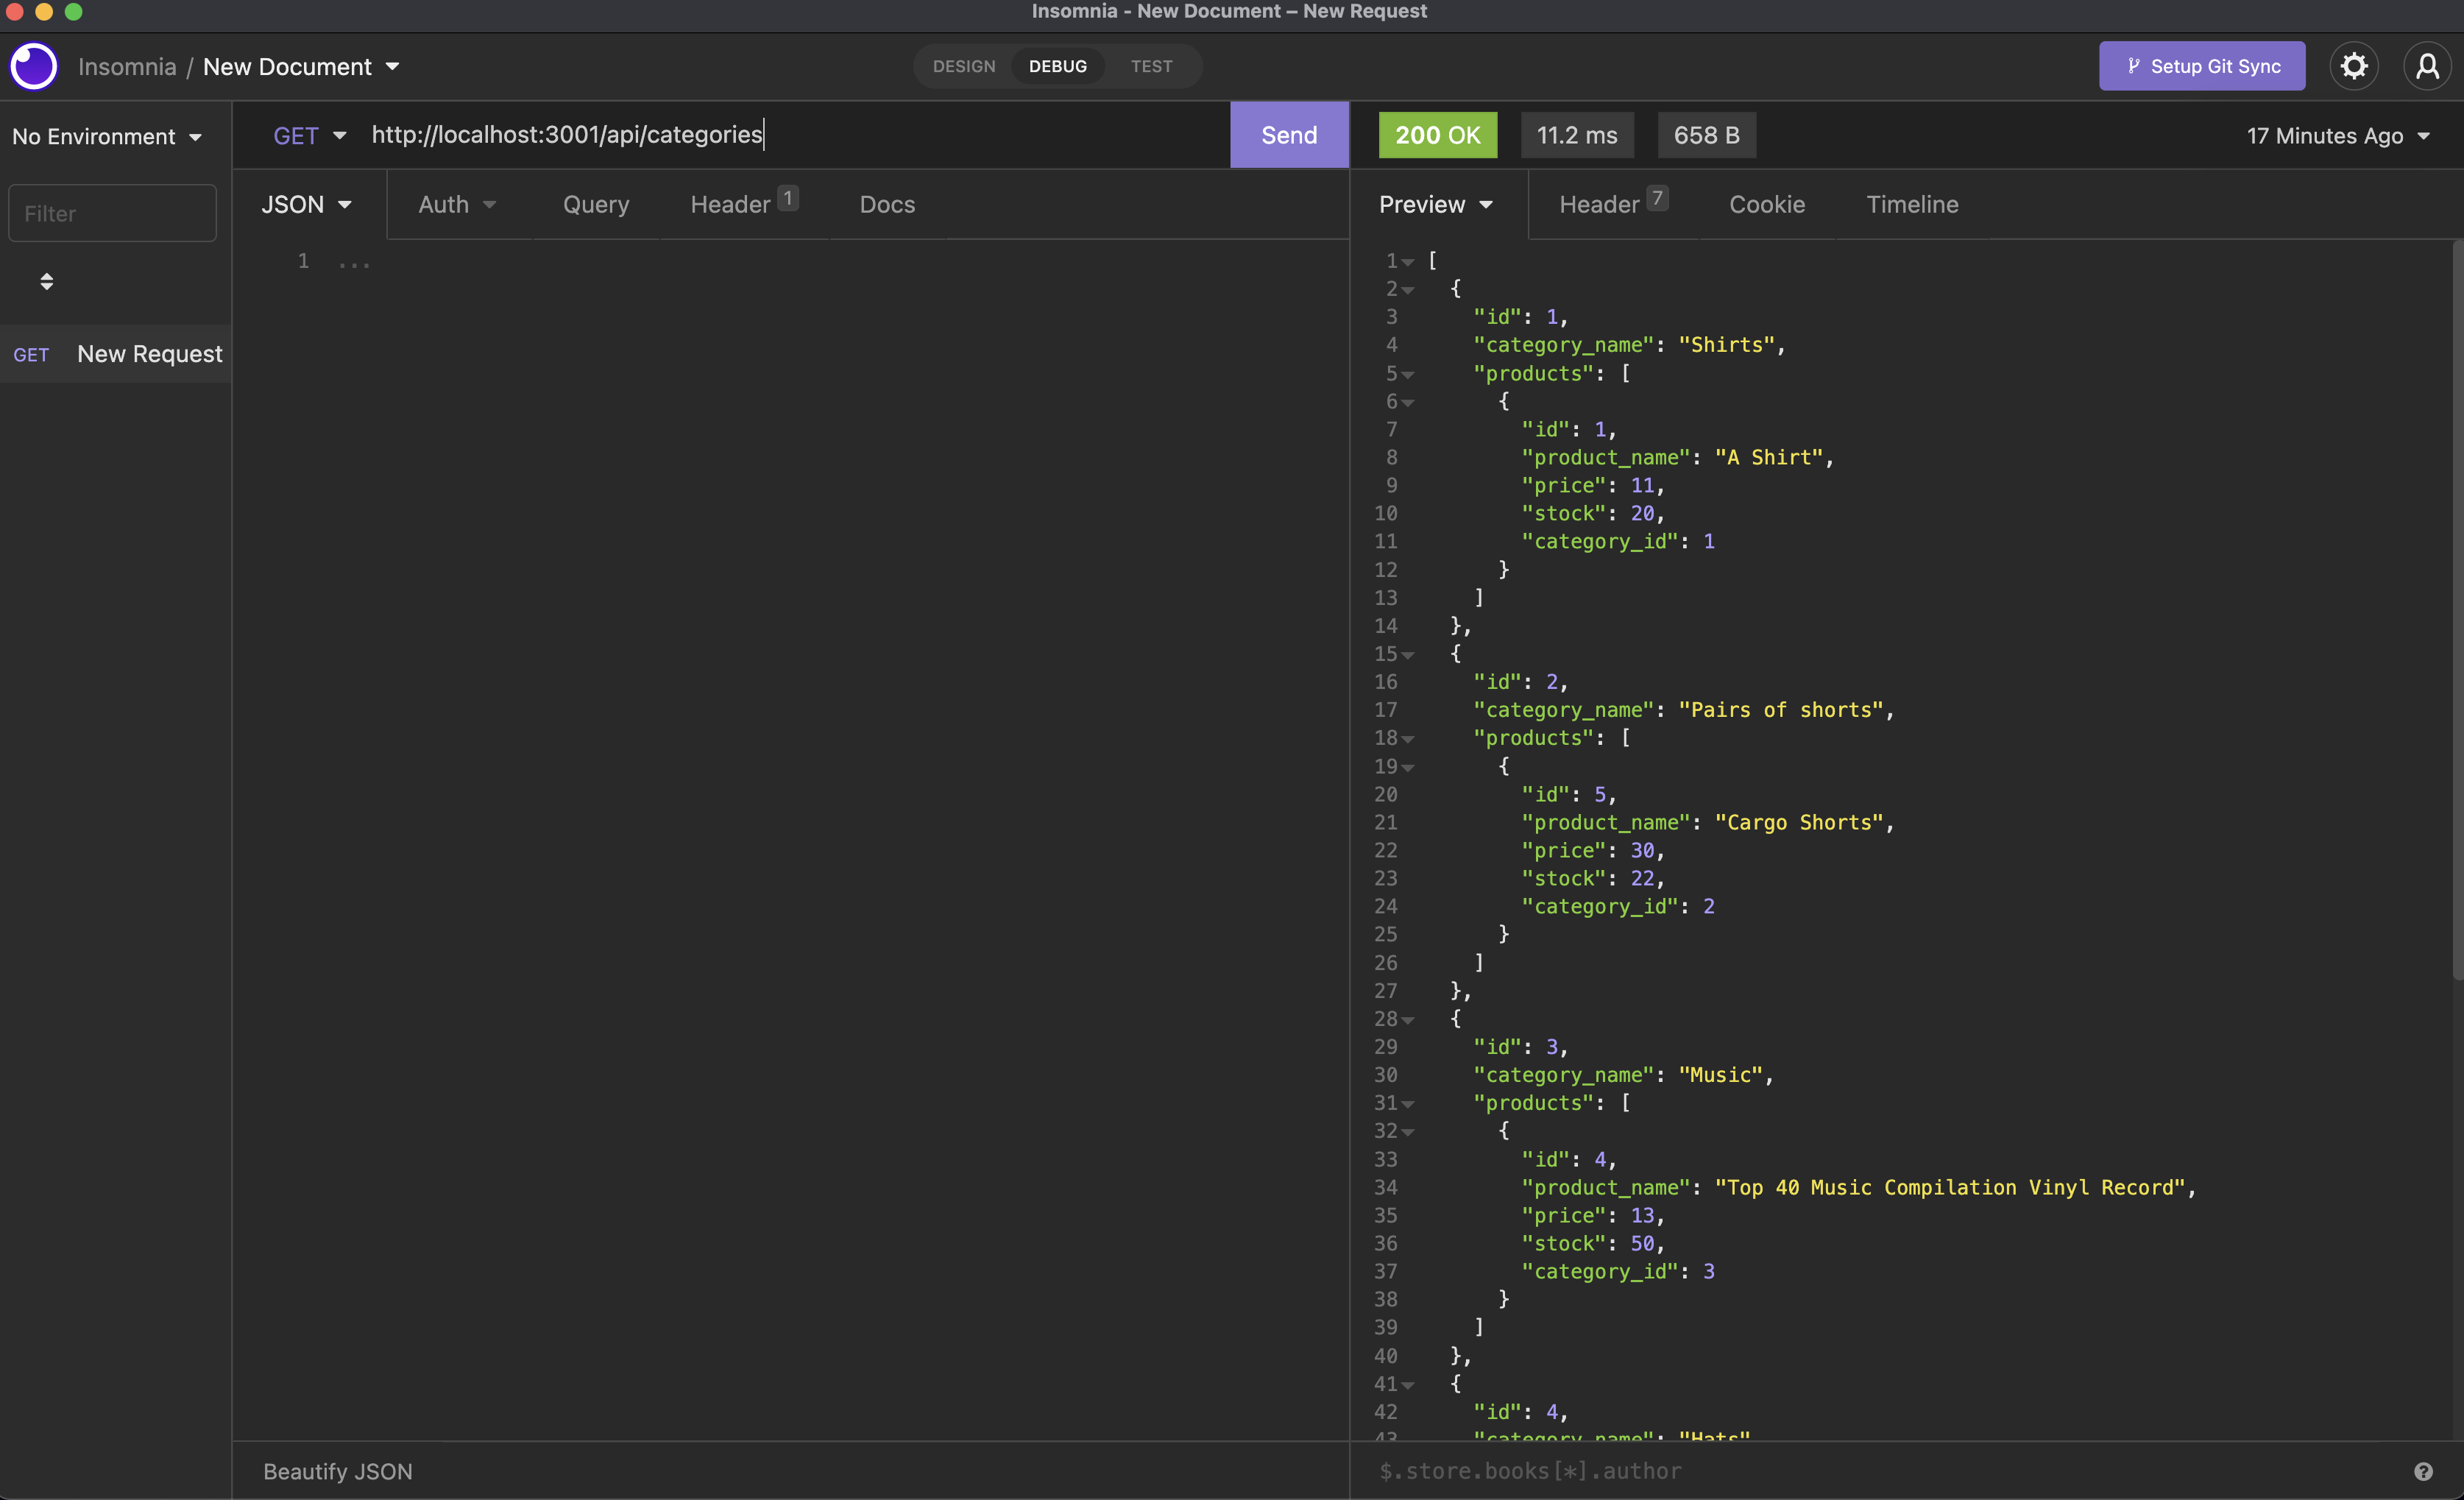 Insomnia - New Document – New Request
Insomnia / New Document
DESIGN DEBUG TEST
Setup Git Sync
No Environment
GET http://localhost:3001/api/categories
Send
200 OK 11.2 ms 658 B
17 Minutes Ago
Filter
JSON Auth Query Header 1 Docs
Preview Header 7 Cookie Timeline
GET New Request
1 ...
1 [
2 {
3 "id": 1,
4 "category_name": "Shirts",
5 "products": [
6 {
7 "id": 1,
8 "product_name": "A Shirt",
9 "price": 11,
10 "stock": 20,
11 "category_id": 1
12 }
13 ]
14 },
15 {
16 "id": 2,
17 "category_name": "Pairs of shorts",
18 "products": [
19 {
20 "id": 5,
21 "product_name": "Cargo Shorts",
22 "price": 30,
23 "stock": 22,
24 "category_id": 2
25 }
26 ]
27 },
28 {
29 "id": 3,
30 "category_name": "Music",
31 "products": [
32 {
33 "id": 4,
34 "product_name": "Top 40 Music Compilation Vinyl Record",
35 "price": 13,
36 "stock": 50,
37 "category_id": 3
38 }
39 ]
40 },
41 {
42 "id": 4,
43 "category_name": "Hats"
Beautify JSON
$.store.books[*].author
?